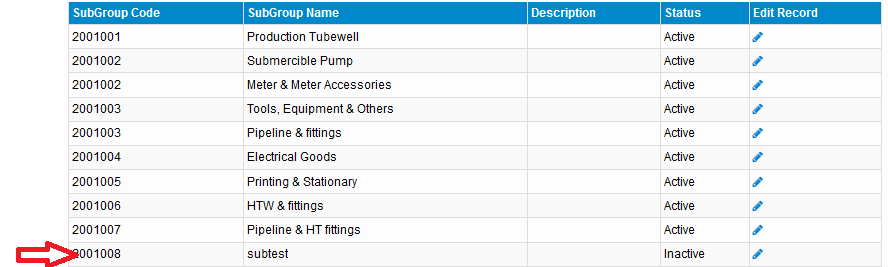 SubGroup Code SubGroup Name Description Status Edit Record
2001001 Production Tubewell Active
2001002 Submercible Pump Active
2001002 Meter & Meter Accessories Active
2001003 Tools, Equipment & Others Active
2001003 Pipeline & fittings Active
2001004 Electrical Goods Active
2001005 Printing & Stationary Active
2001006 HTW & fittings Active
2001007 Pipeline & HT fittings Active
2001008 subtest Inactive